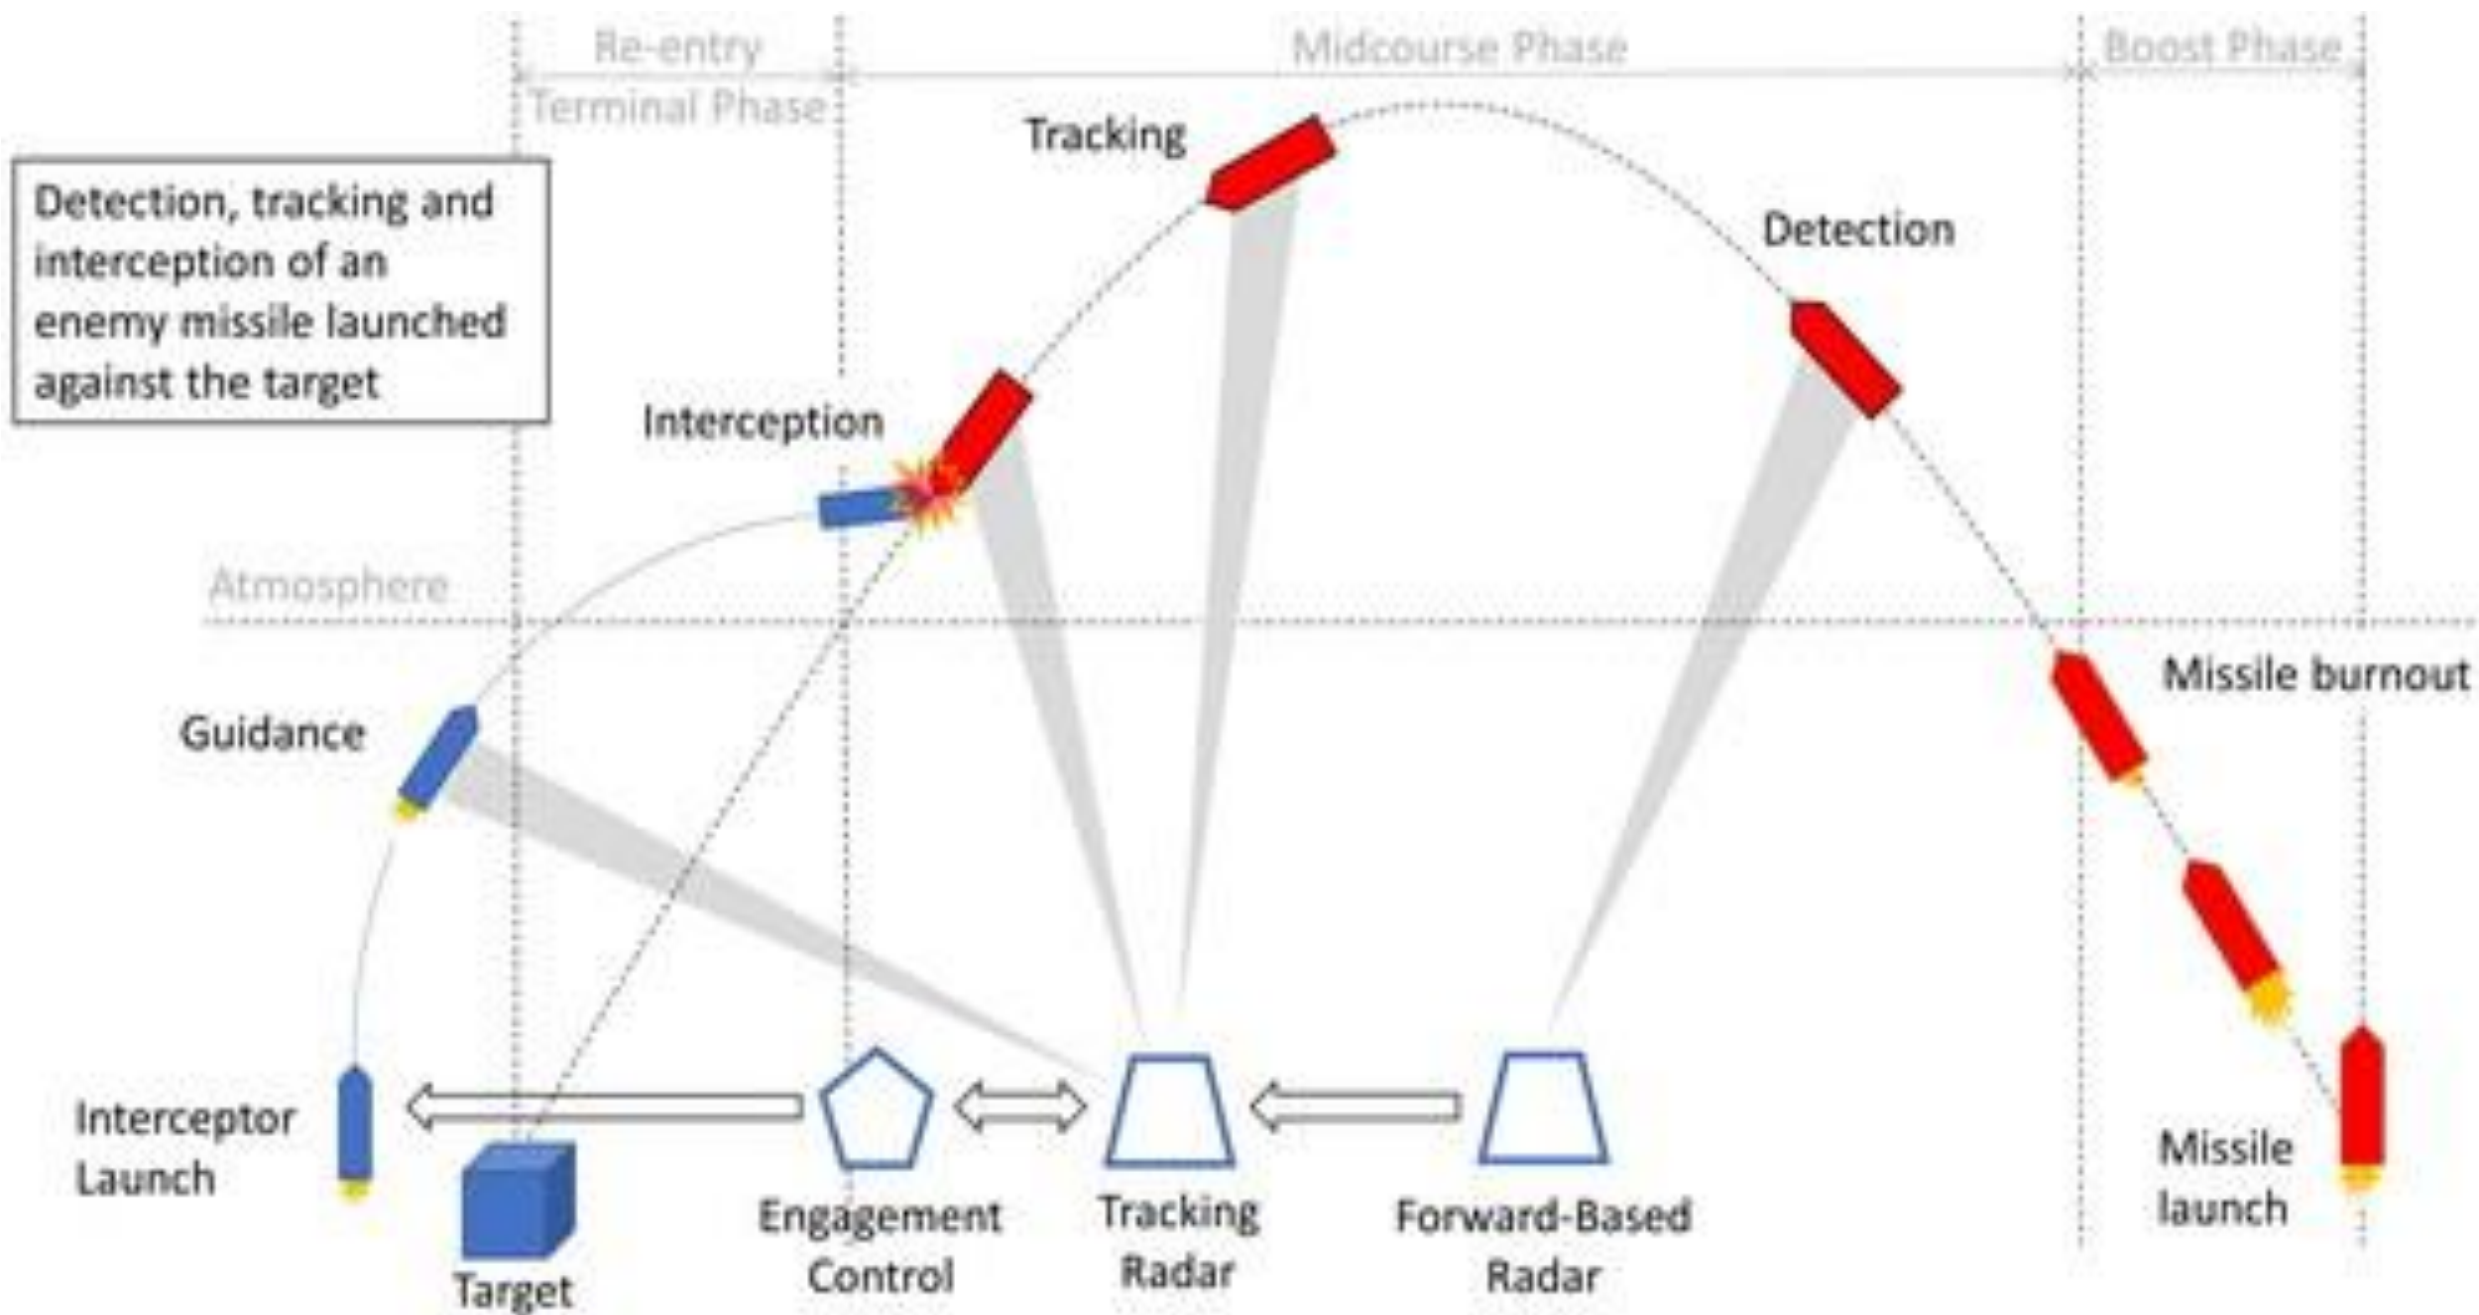 Re-entry
Terminal Phase
Midcourse Phase
Boost Phase
Detection, tracking and
interception of an
enemy missile launched
against the target
Tracking
Detection
Interception
Atmosphere
Guidance
Missile burnout
Interceptor
Launch
Target
Engagement
Control
Tracking
Radar
Forward-Based
Radar
Missile
launch